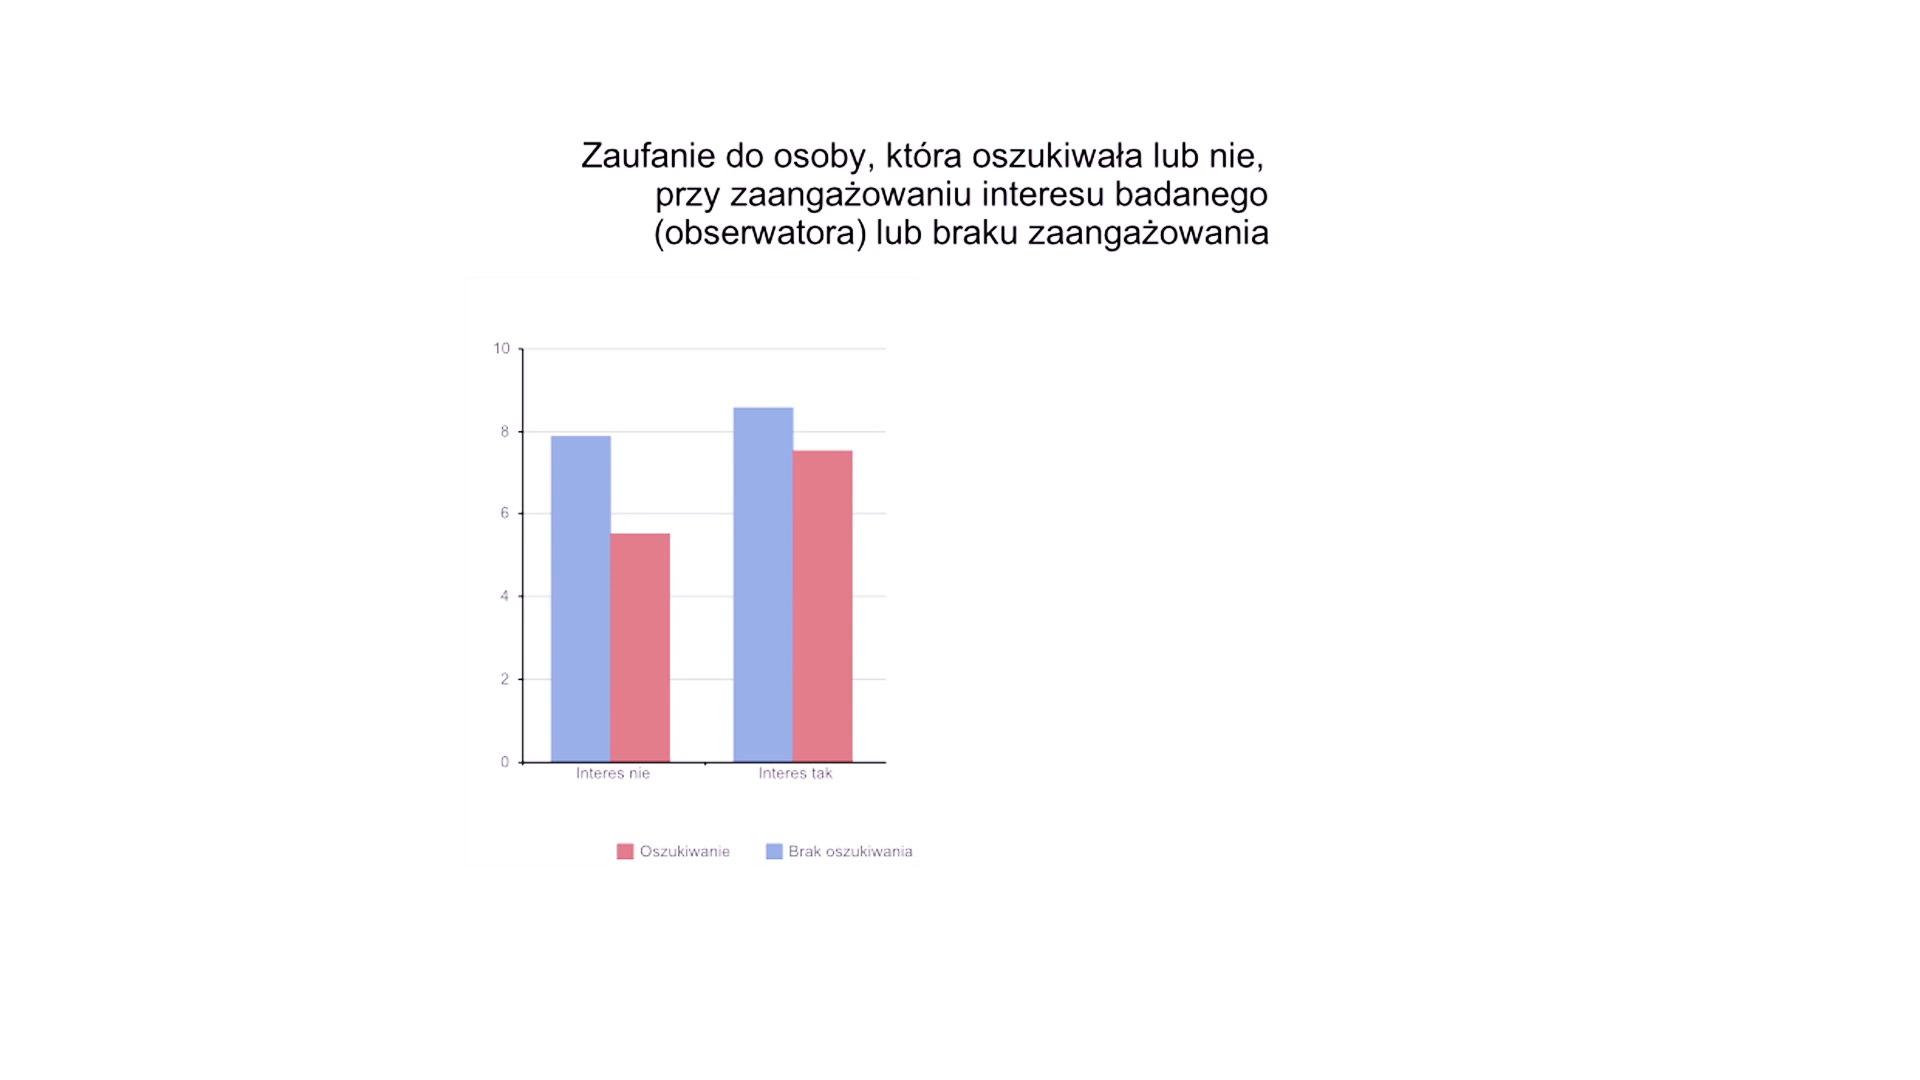 Zaufanie do osoby, która oszukiwała lub nie,
przy zaangażowaniu interesu badanego
(obserwatora) lub braku zaangażowania
10
8
6
4
2
0
Interes nie
Interes tak
Oszukiwanie
Brak oszukiwania